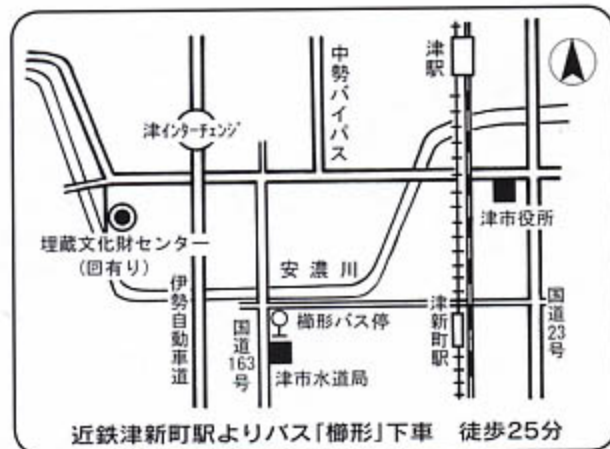 中勢バイパス
津駅
津インターチェンジ
津市役所
埋蔵文化財センター
(回有り)
安濃川
伊勢自動車道
国道163号
櫛形バス停
津市水道局
津新町駅
国道23号
近鉄津新町駅よりバス「櫛形」下車　徒歩25分